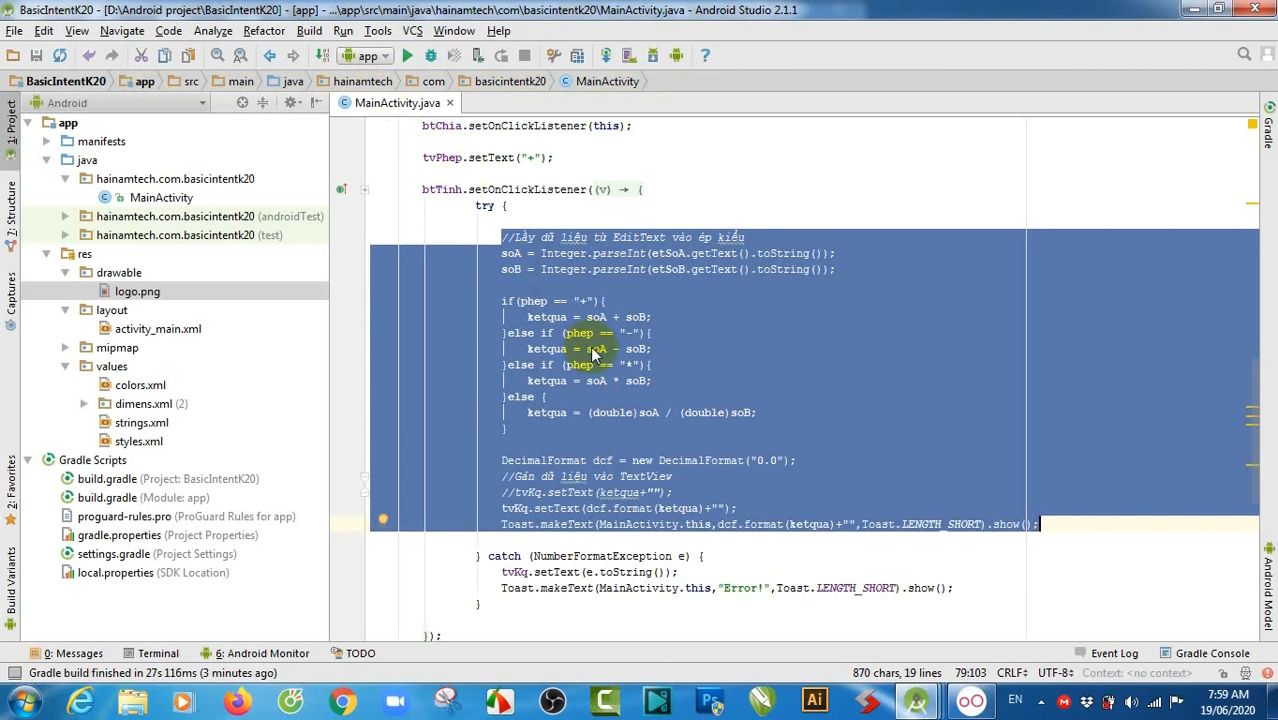 BasicIntentK20 - [D:\Android project\BasicIntentK20] - [app] - ...\app\src\main\java\hainamtech\com\basicintentk20\MainActivity.java - Android Studio 2.1.1
File Edit View Navigate Code Analyze Refactor Build Run Tools VCS Window Help
app
BasicIntentK20 app src main java hainamtech com basicintentk20 MainActivity
Android
MainActivity.java
1: Project
7: Structure
Captures
2: Favorites
Build Variants
Gradle
Android Model
app
manifests
java
hainamtech.com.basicintentk20
MainActivity
hainamtech.com.basicintentk20 (androidTest)
hainamtech.com.basicintentk20 (test)
res
drawable
logo.png
layout
activity_main.xml
mipmap
values
colors.xml
dimens.xml (2)
strings.xml
styles.xml
Gradle Scripts
build.gradle (Project: BasicIntentK20)
build.gradle (Module: app)
proguard-rules.pro (ProGuard Rules for app)
gradle.properties (Project Properties)
settings.gradle (Project Settings)
local.properties (SDK Location)
btChia.setOnClickListener(this);
tvPhep.setText("+");
btTinh.setOnClickListener((v) → {
try {
//Lấy dữ liệu từ EditText vào ép kiểu
soA = Integer.parseInt(etSoA.getText().toString());
soB = Integer.parseInt(etSoB.getText().toString());
if(phep == "+"){
ketqua = soA + soB;
}else if (phep == "-"){
ketqua = soA - soB;
}else if (phep == "*"){
ketqua = soA * soB;
}else {
ketqua = (double)soA / (double)soB;
}
DecimalFormat dcf = new DecimalFormat("0.0");
//Gán dữ liệu vào TextView
//tvKq.setText(ketqua+"");
tvKq.setText(dcf.format(ketqua)+"");
Toast.makeText(MainActivity.this,dcf.format(ketqua)+"",Toast.LENGTH_SHORT).show();
} catch (NumberFormatException e) {
tvKq.setText(e.toString());
Toast.makeText(MainActivity.this,"Error!",Toast.LENGTH_SHORT).show();
}
});
0: Messages Terminal 6: Android Monitor TODO Event Log Gradle Console
Gradle build finished in 27s 116ms (3 minutes ago) 870 chars, 19 lines 79:103 CRLF÷ UTF-8÷ Context: <no context>
EN
7:59 AM
19/06/2020